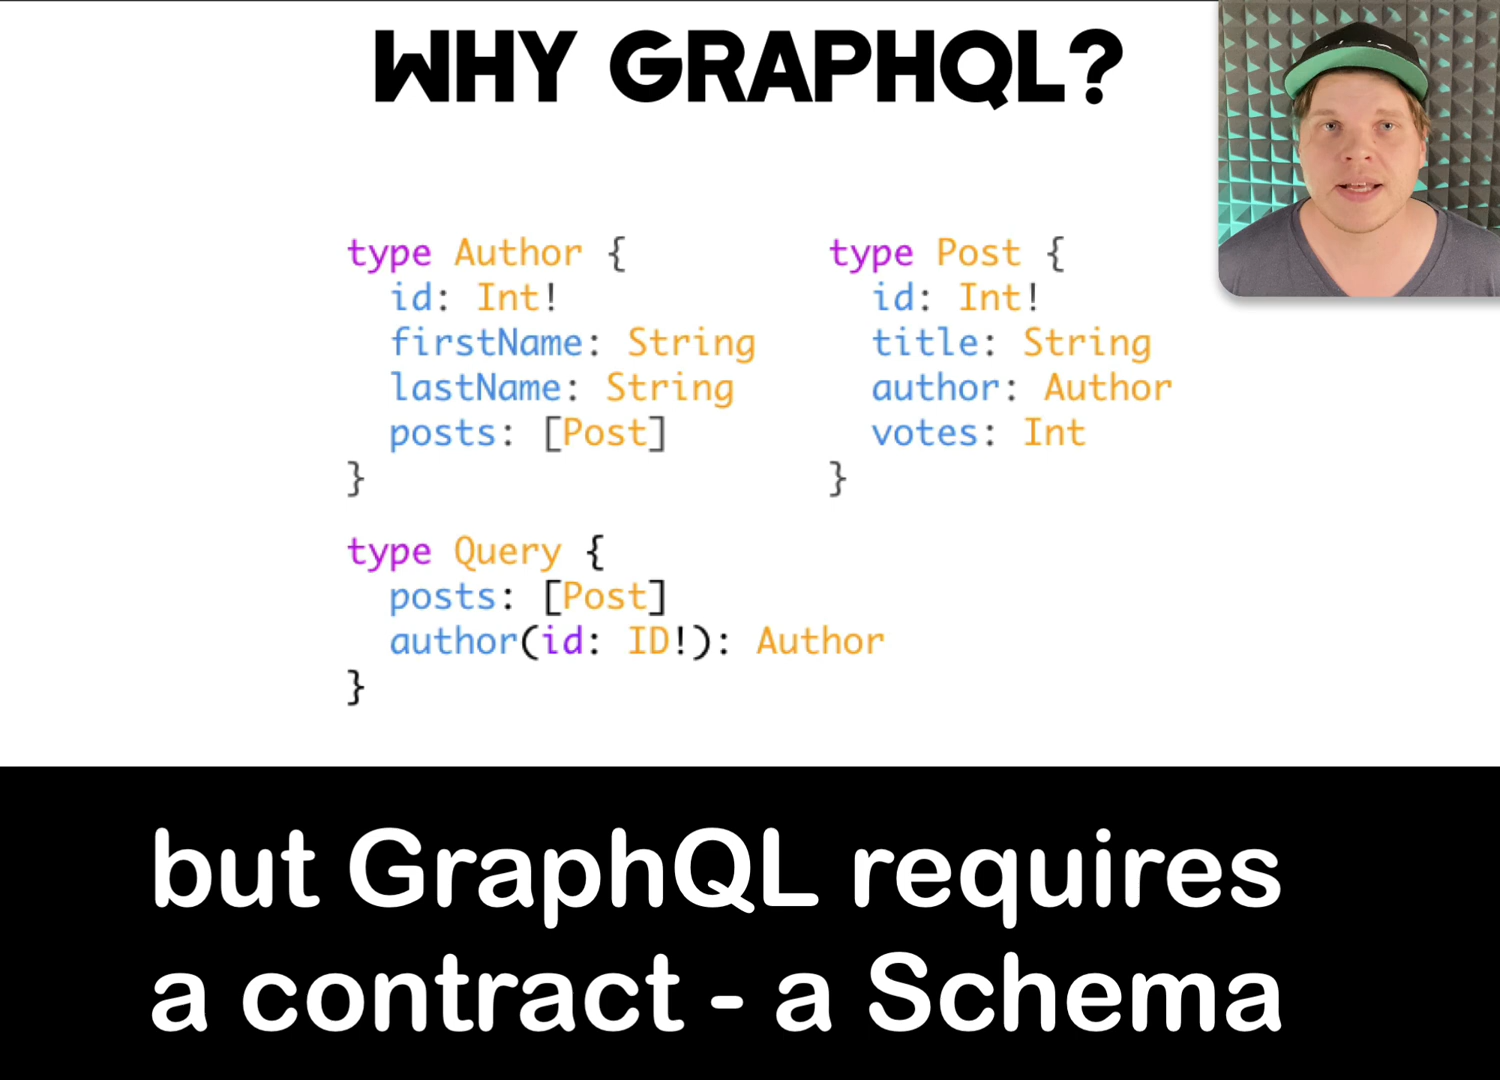 WHY GRAPHQL?
type Author {
id: Int!
firstName: String
lastName: String
posts: [Post]
}
type Post {
id: Int!
title: String
author: Author
votes: Int
}
type Query {
posts: [Post]
author(id: ID!): Author
}
but GraphQL requires
a contract - a Schema